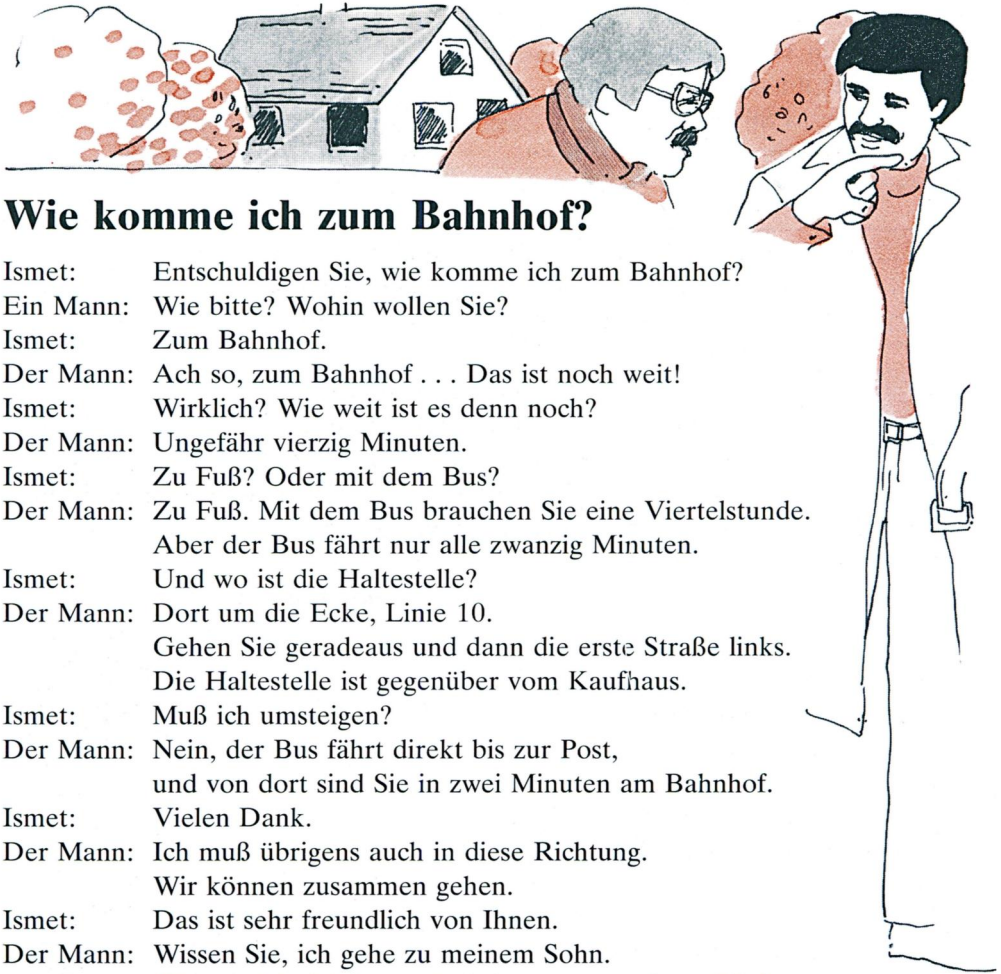 Wie komme ich zum Bahnhof?
Ismet: Entschuldigen Sie, wie komme ich zum Bahnhof?
Ein Mann: Wie bitte? Wohin wollen Sie?
Ismet: Zum Bahnhof.
Der Mann: Ach so, zum Bahnhof . . . Das ist noch weit!
Ismet: Wirklich? Wie weit ist es denn noch?
Der Mann: Ungefähr vierzig Minuten.
Ismet: Zu Fuß? Oder mit dem Bus?
Der Mann: Zu Fuß. Mit dem Bus brauchen Sie eine Viertelstunde.
Aber der Bus fährt nur alle zwanzig Minuten.
Ismet: Und wo ist die Haltestelle?
Der Mann: Dort um die Ecke, Linie 10.
Gehen Sie geradeaus und dann die erste Straße links.
Die Haltestelle ist gegenüber vom Kaufhaus.
Ismet: Muß ich umsteigen?
Der Mann: Nein, der Bus fährt direkt bis zur Post,
und von dort sind Sie in zwei Minuten am Bahnhof.
Ismet: Vielen Dank.
Der Mann: Ich muß übrigens auch in diese Richtung.
Wir können zusammen gehen.
Ismet: Das ist sehr freundlich von Ihnen.
Der Mann: Wissen Sie, ich gehe zu meinem Sohn.